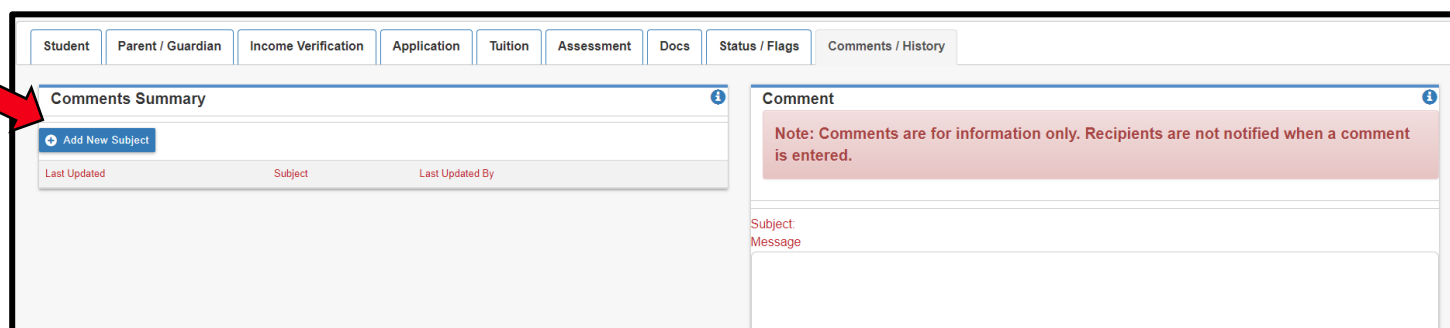 Student Parent / Guardian Income Verification Application Tuition Assessment Docs Status / Flags Comments / History
Comments Summary
Add New Subject
Last Updated Subject Last Updated By
Comment
Note: Comments are for information only. Recipients are not notified when a comment
is entered.
Subject:
Message